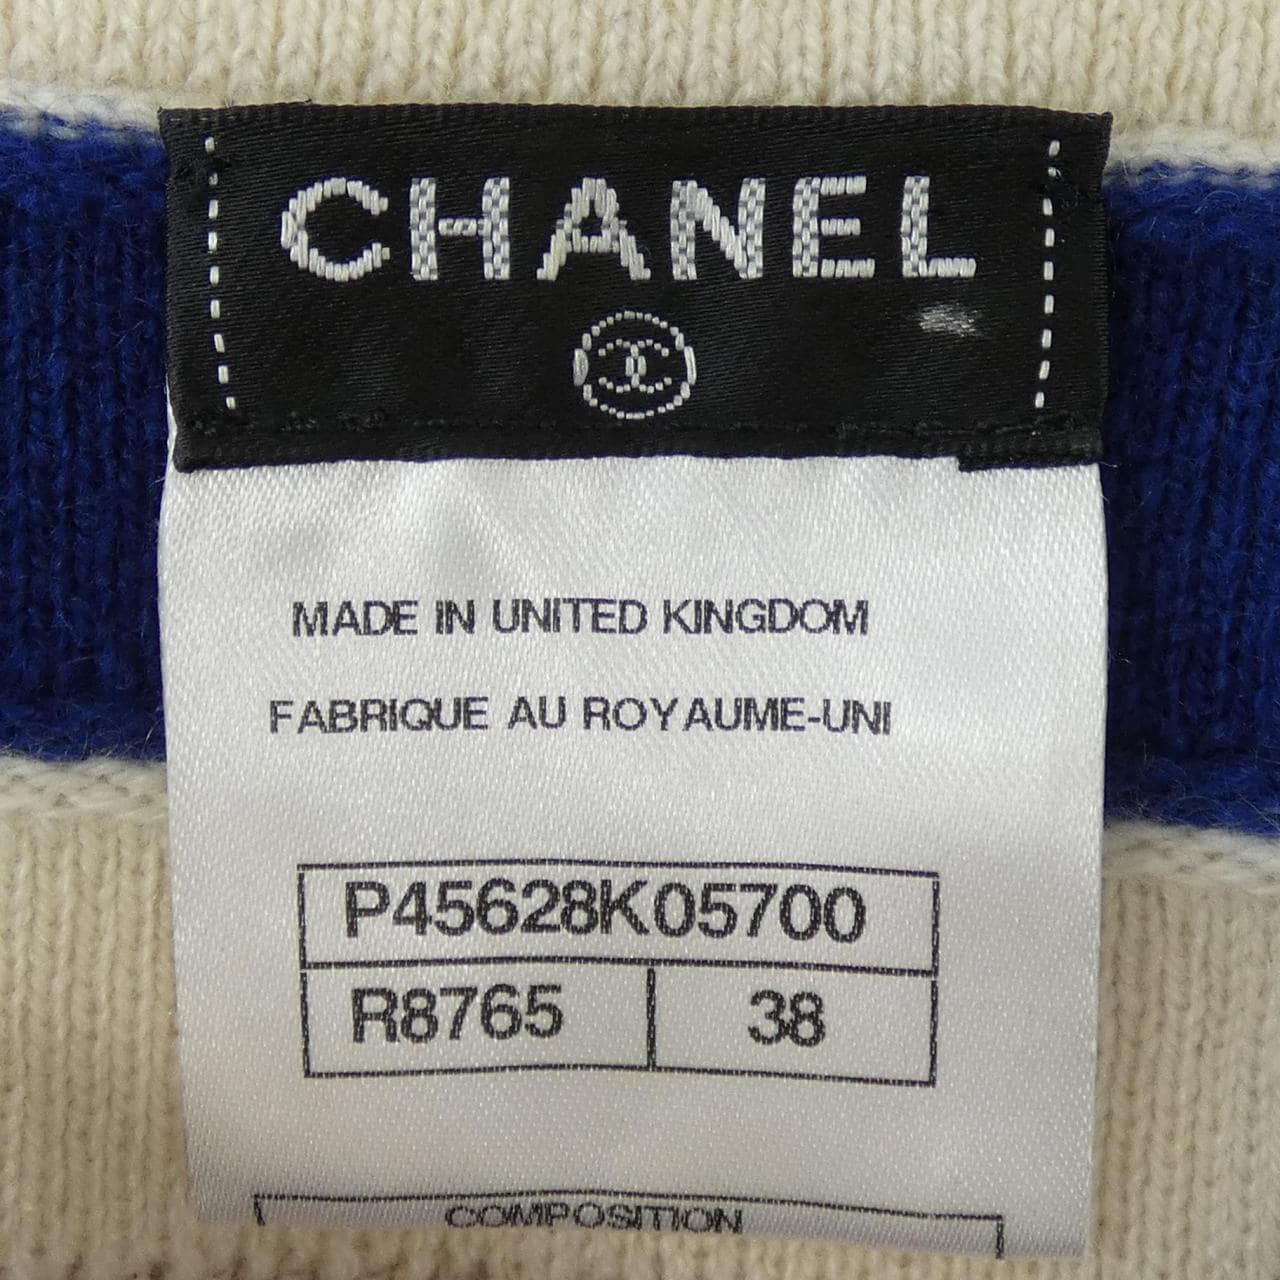 CHANEL
MADE IN UNITED KINGDOM
FABRIQUE AU ROYAUME-UNI
P45628K05700
R8765 38
COMPOSITION